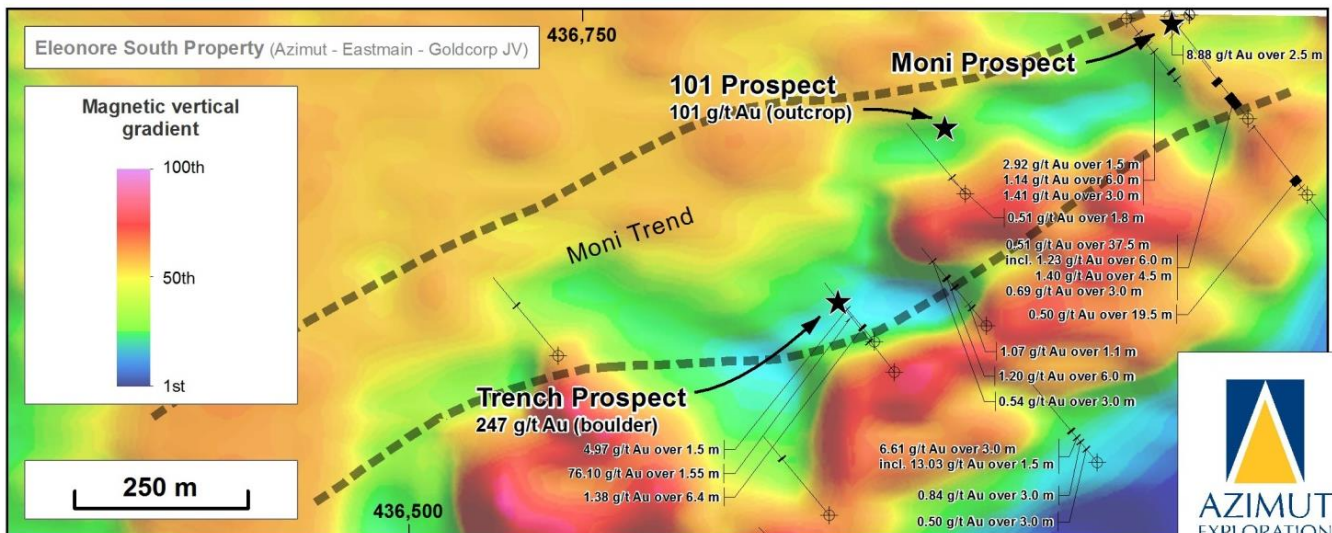 Eleonore South Property (Azimut - Eastmain - Goldcorp JV)
436,750
Magnetic vertical
gradient
100th
50th
1st
250 m
436,500
Moni Prospect
8.88 g/t Au over 2.5 m
101 Prospect
101 g/t Au (outcrop)
2.92 g/t Au over 1.5 m
1.14 g/t Au over 6.0 m
1.41 g/t Au over 3.0 m
0.51 g/t Au over 1.8 m
Moni Trend
0.51 g/t Au over 37.5 m
incl. 1.23 g/t Au over 6.0 m
1.40 g/t Au over 4.5 m
0.69 g/t Au over 3.0 m
0.50 g/t Au over 19.5 m
1.07 g/t Au over 1.1 m
1.20 g/t Au over 6.0 m
0.54 g/t Au over 3.0 m
Trench Prospect
247 g/t Au (boulder)
4.97 g/t Au over 1.5 m
76.10 g/t Au over 1.55 m
1.38 g/t Au over 6.4 m
6.61 g/t Au over 3.0 m
incl. 13.03 g/t Au over 1.5 m
0.84 g/t Au over 3.0 m
0.50 g/t Au over 3.0 m
AZIMUT
EXPLORATION